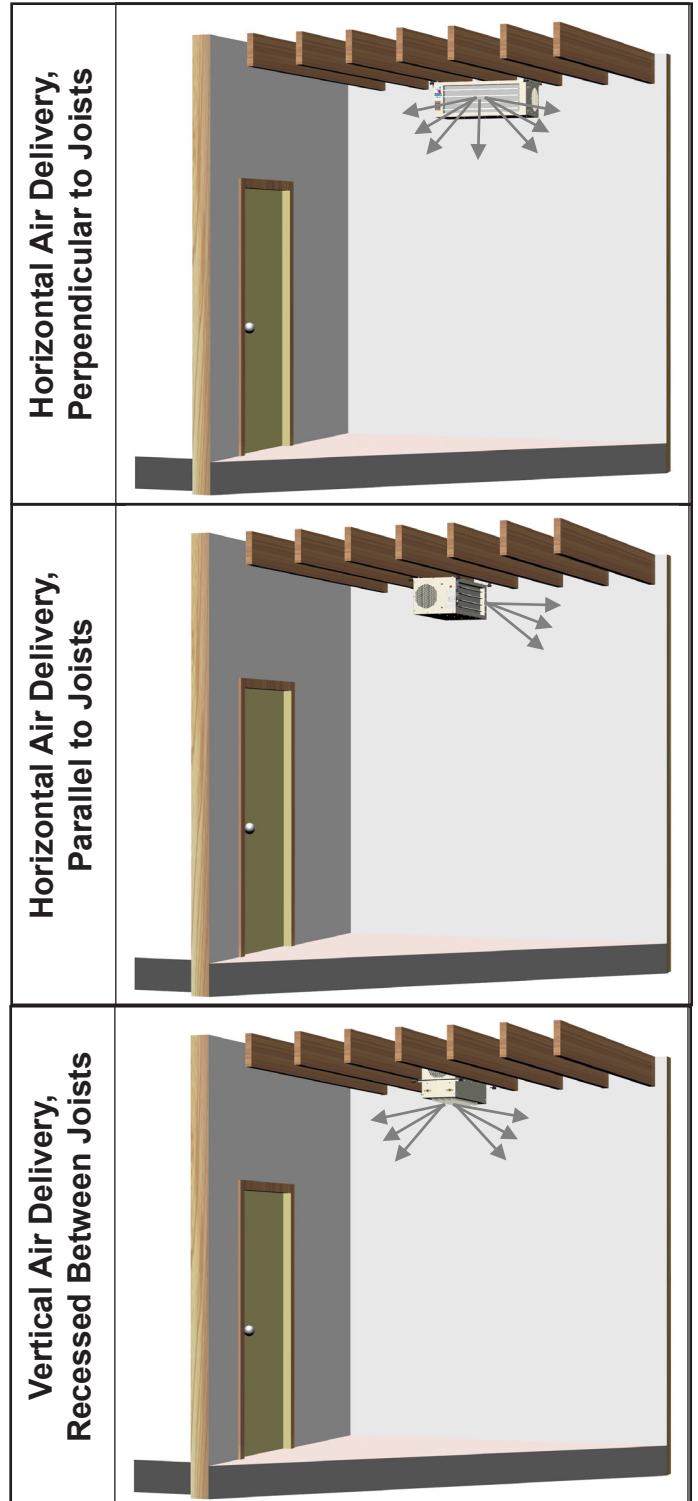 Horizontal Air Delivery,
Perpendicular to Joists
Horizontal Air Delivery,
Parallel to Joists
Vertical Air Delivery,
Recessed Between Joists